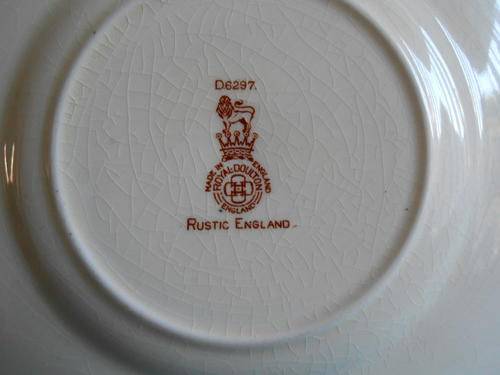 D6297.
MADE IN ENGLAND
ROYAL·DOULTON
ENGLAND
RUSTIC ENGLAND